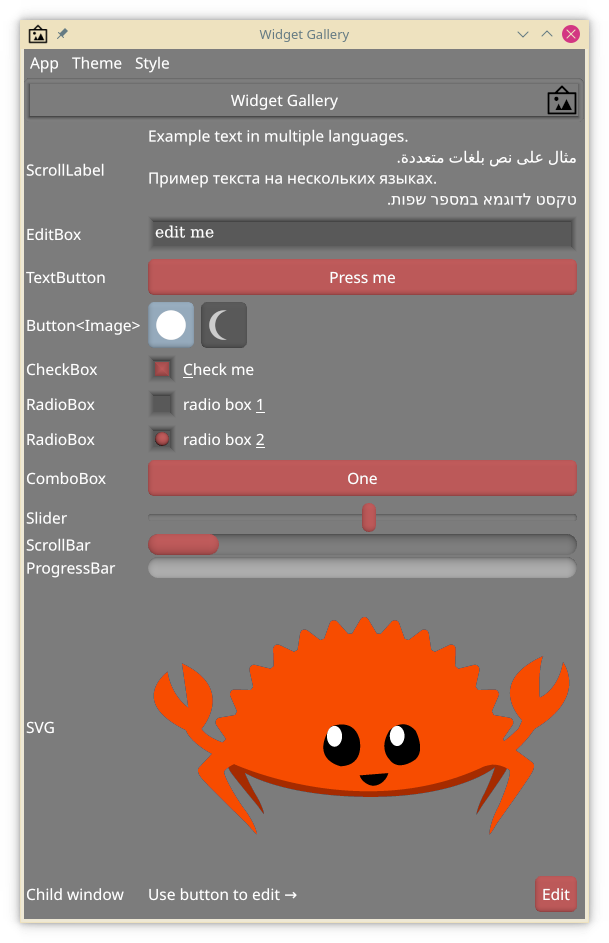 Widget Gallery
App Theme Style
Widget Gallery
ScrollLabel
Example text in multiple languages.
مثال على نص بلغات متعددة.
Пример текста на нескольких языках.
טקסט לדוגמא במספר שפות.
EditBox edit me
TextButton Press me
Button<Image>
CheckBox Check me
RadioBox radio box 1
RadioBox radio box 2
ComboBox One
Slider
ScrollBar
ProgressBar
SVG
Child window Use button to edit → Edit